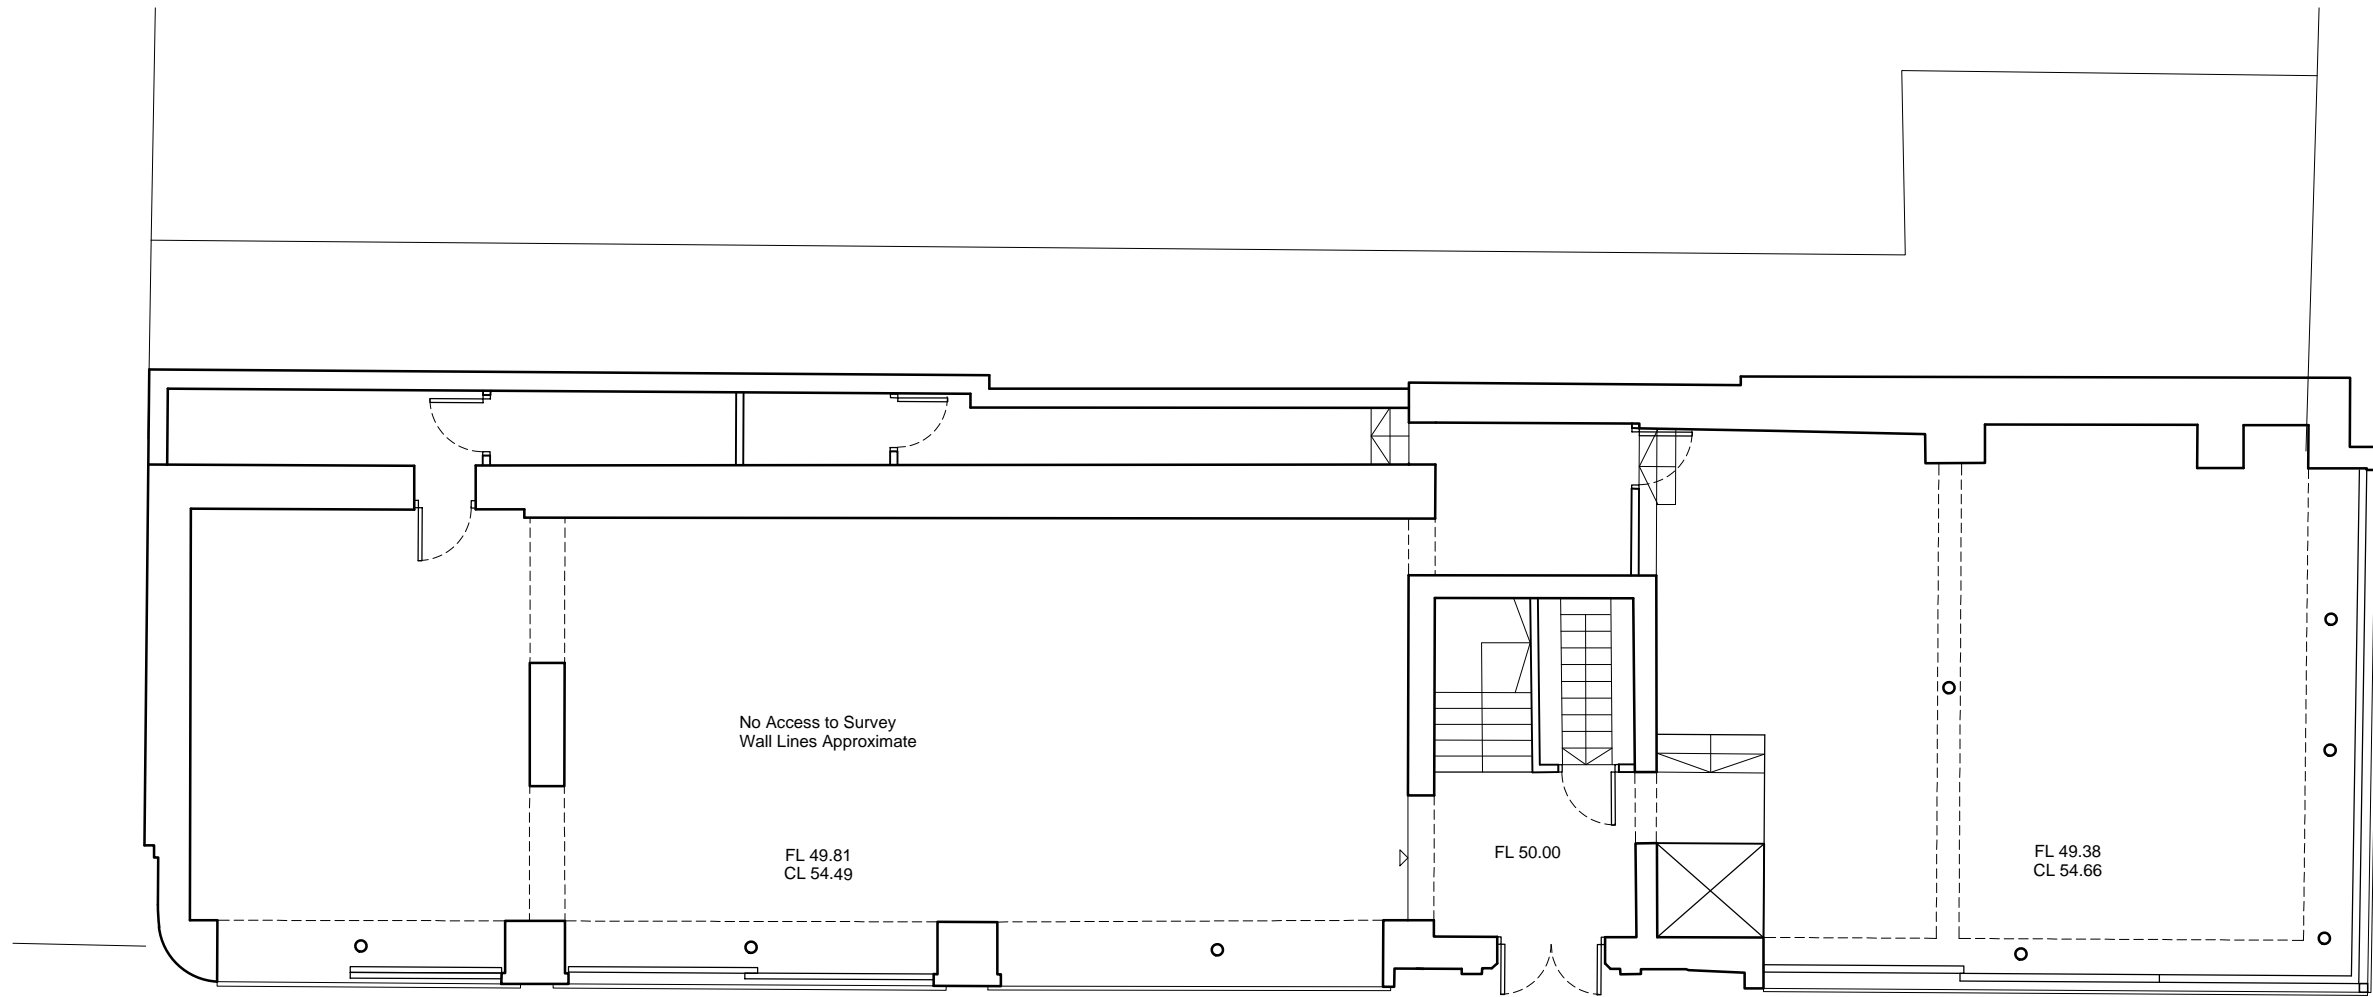 No Access to Survey
Wall Lines Approximate
FL 49.81
CL 54.49
FL 50.00
FL 49.38
CL 54.66